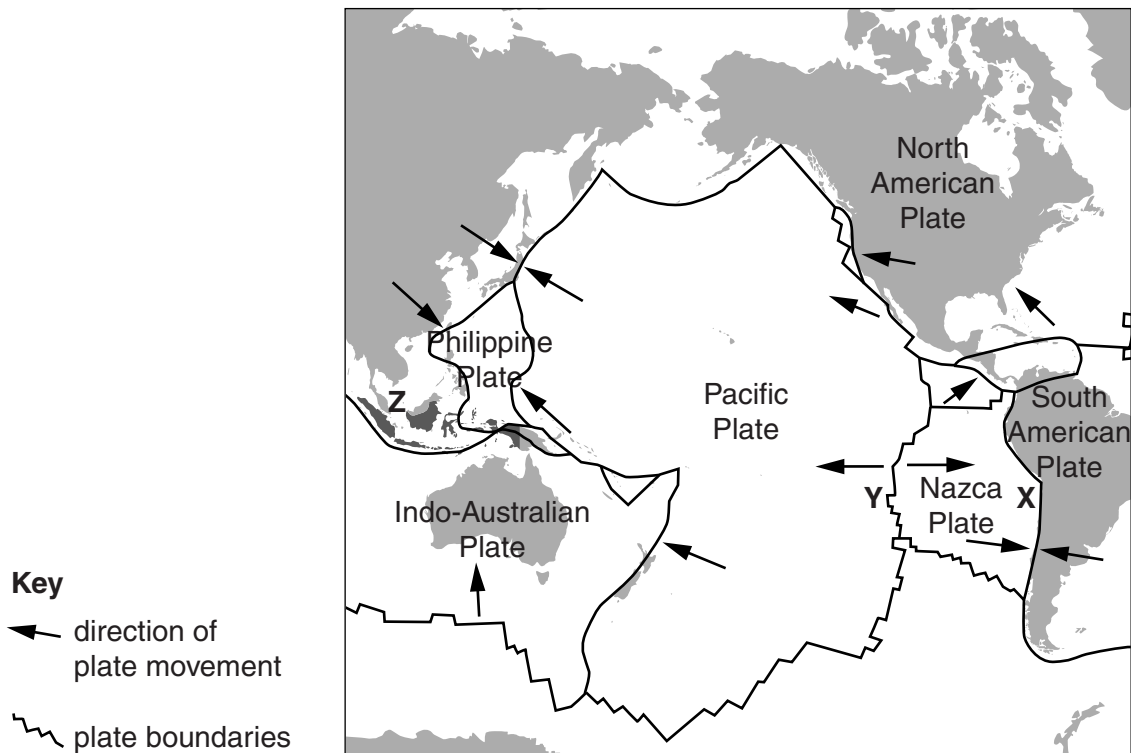 North
American
Plate
Philippine
Plate
Z
Pacific
Plate
South
American
Plate
Y
Nazca
Plate
X
Indo-Australian
Plate
Key
direction of
plate movement
plate boundaries